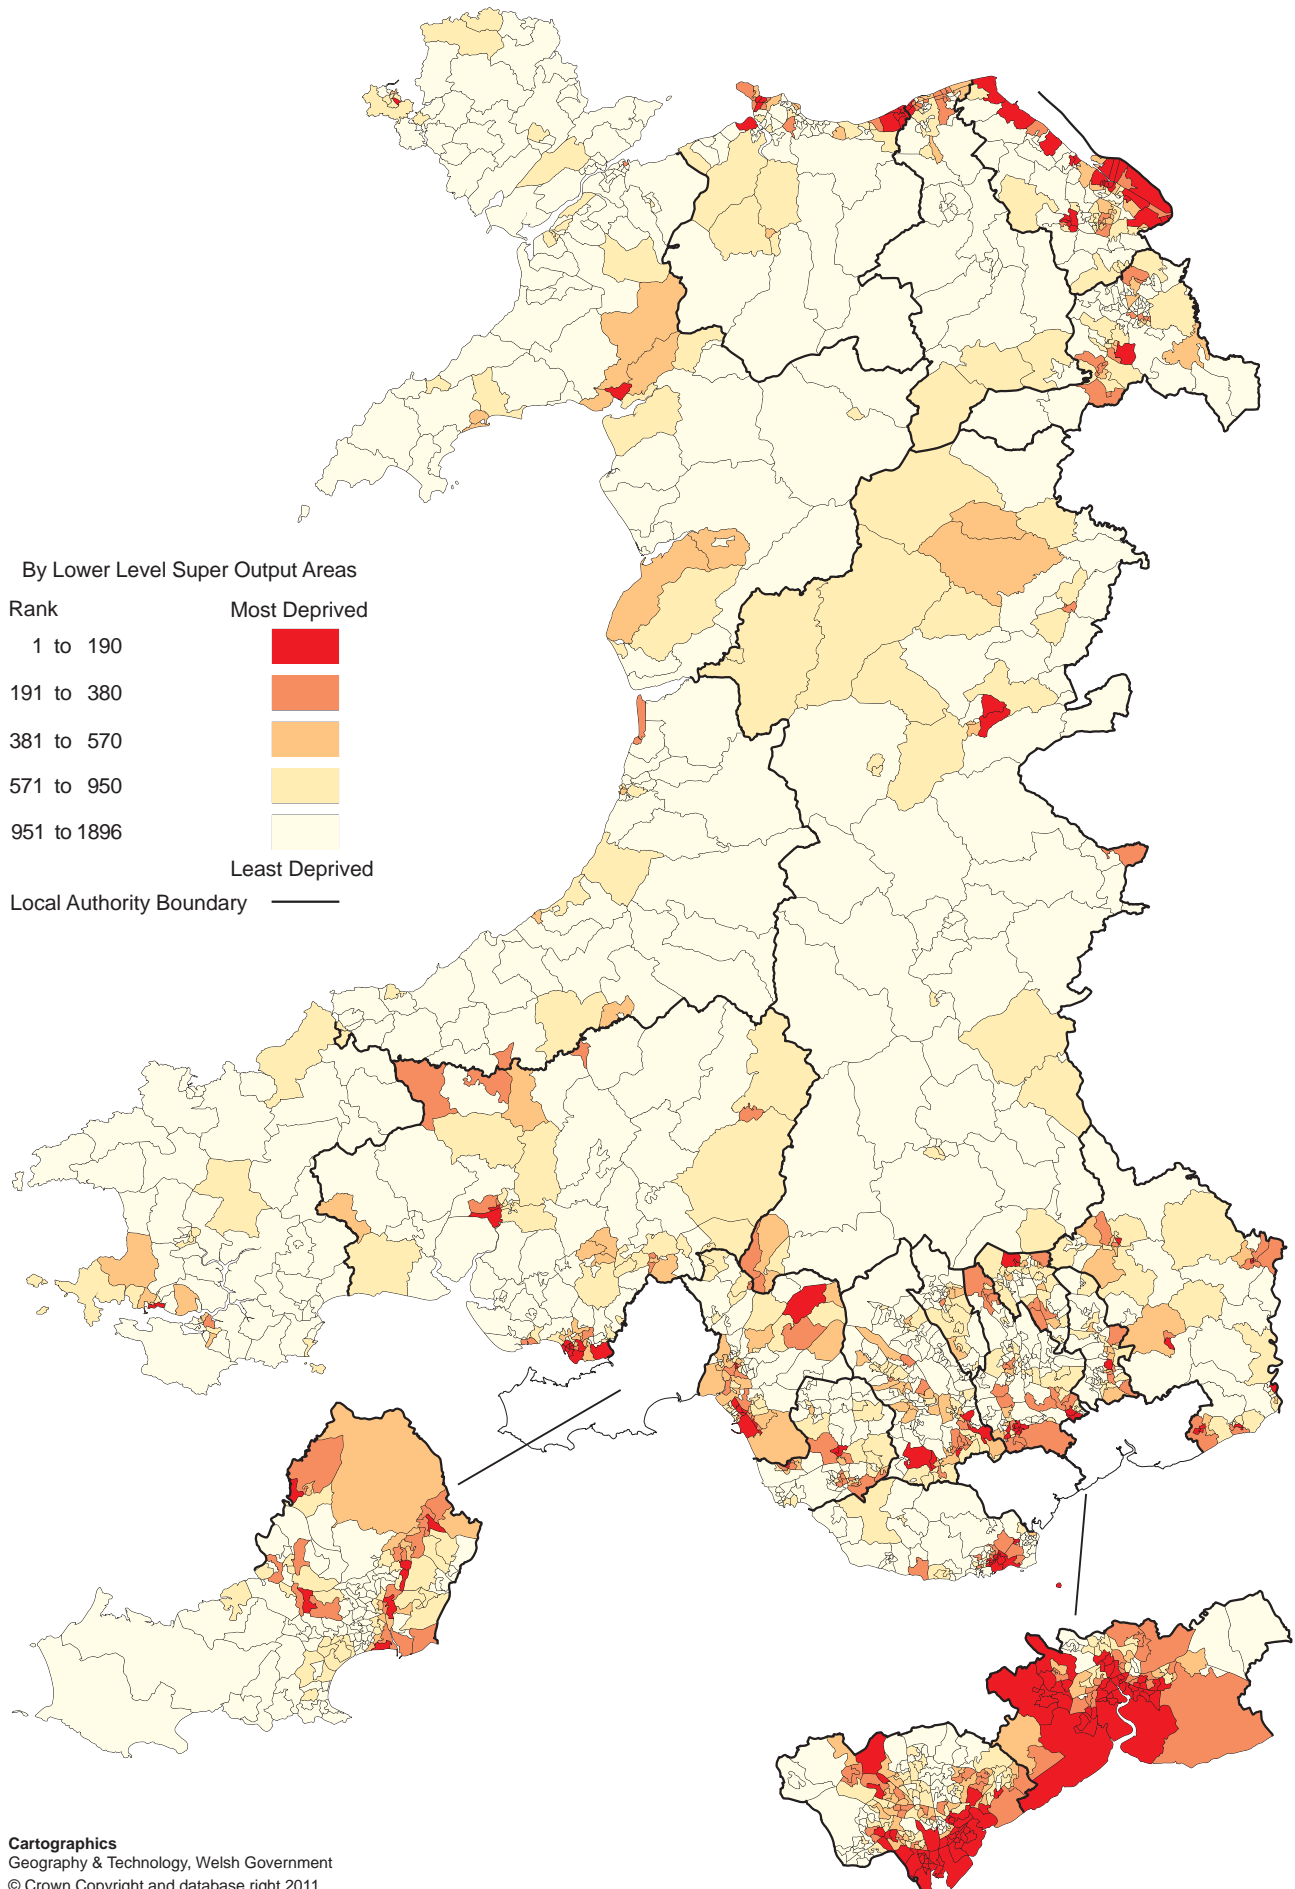 By Lower Level Super Output Areas
Rank Most Deprived
1 to 190
191 to 380
381 to 570
571 to 950
951 to 1896
Least Deprived
Local Authority Boundary
Cartographics
Geography & Technology, Welsh Government
© Crown Copyright and database right 2011